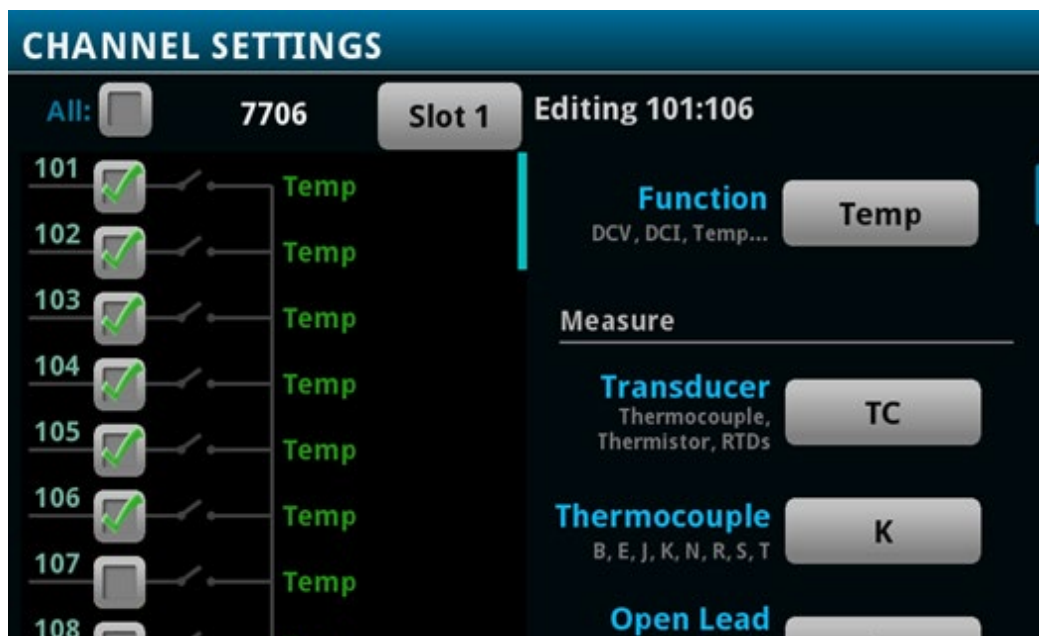 CHANNEL SETTINGS
All: 7706 Slot 1 Editing 101:106
101 Temp
102 Temp
103 Temp
104 Temp
105 Temp
106 Temp
107 Temp
108
Function Temp
DCV, DCI, Temp...
Measure
Transducer TC
Thermocouple,
Thermistor, RTDs
Thermocouple K
B, E, J, K, N, R, S, T
Open Lead